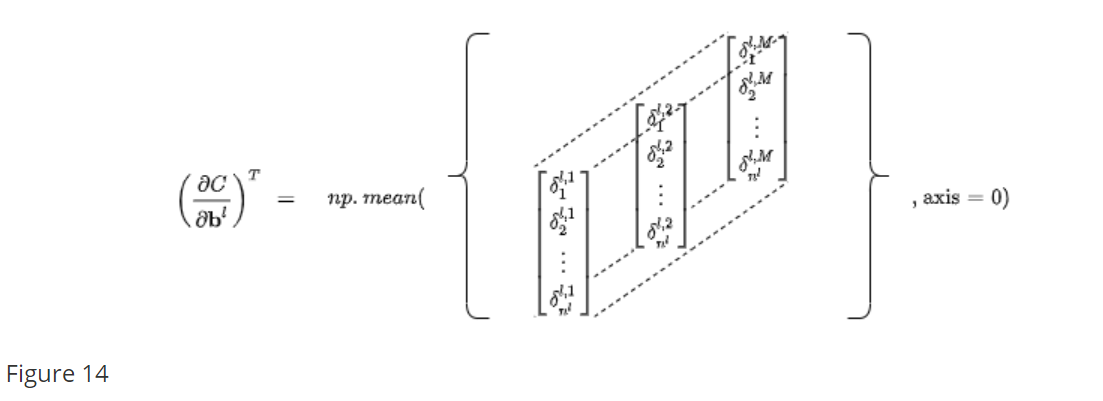 (∂C/∂b^l)^T = np.mean( { [δ_1^{l,1} δ_2^{l,1} ⋮ δ_{n^l}^{l,1}] [δ_1^{l,2} δ_2^{l,2} ⋮ δ_{n^l}^{l,2}] [δ_1^{l,M} δ_2^{l,M} ⋮ δ_{n^l}^{l,M}] } , axis = 0)
Figure 14